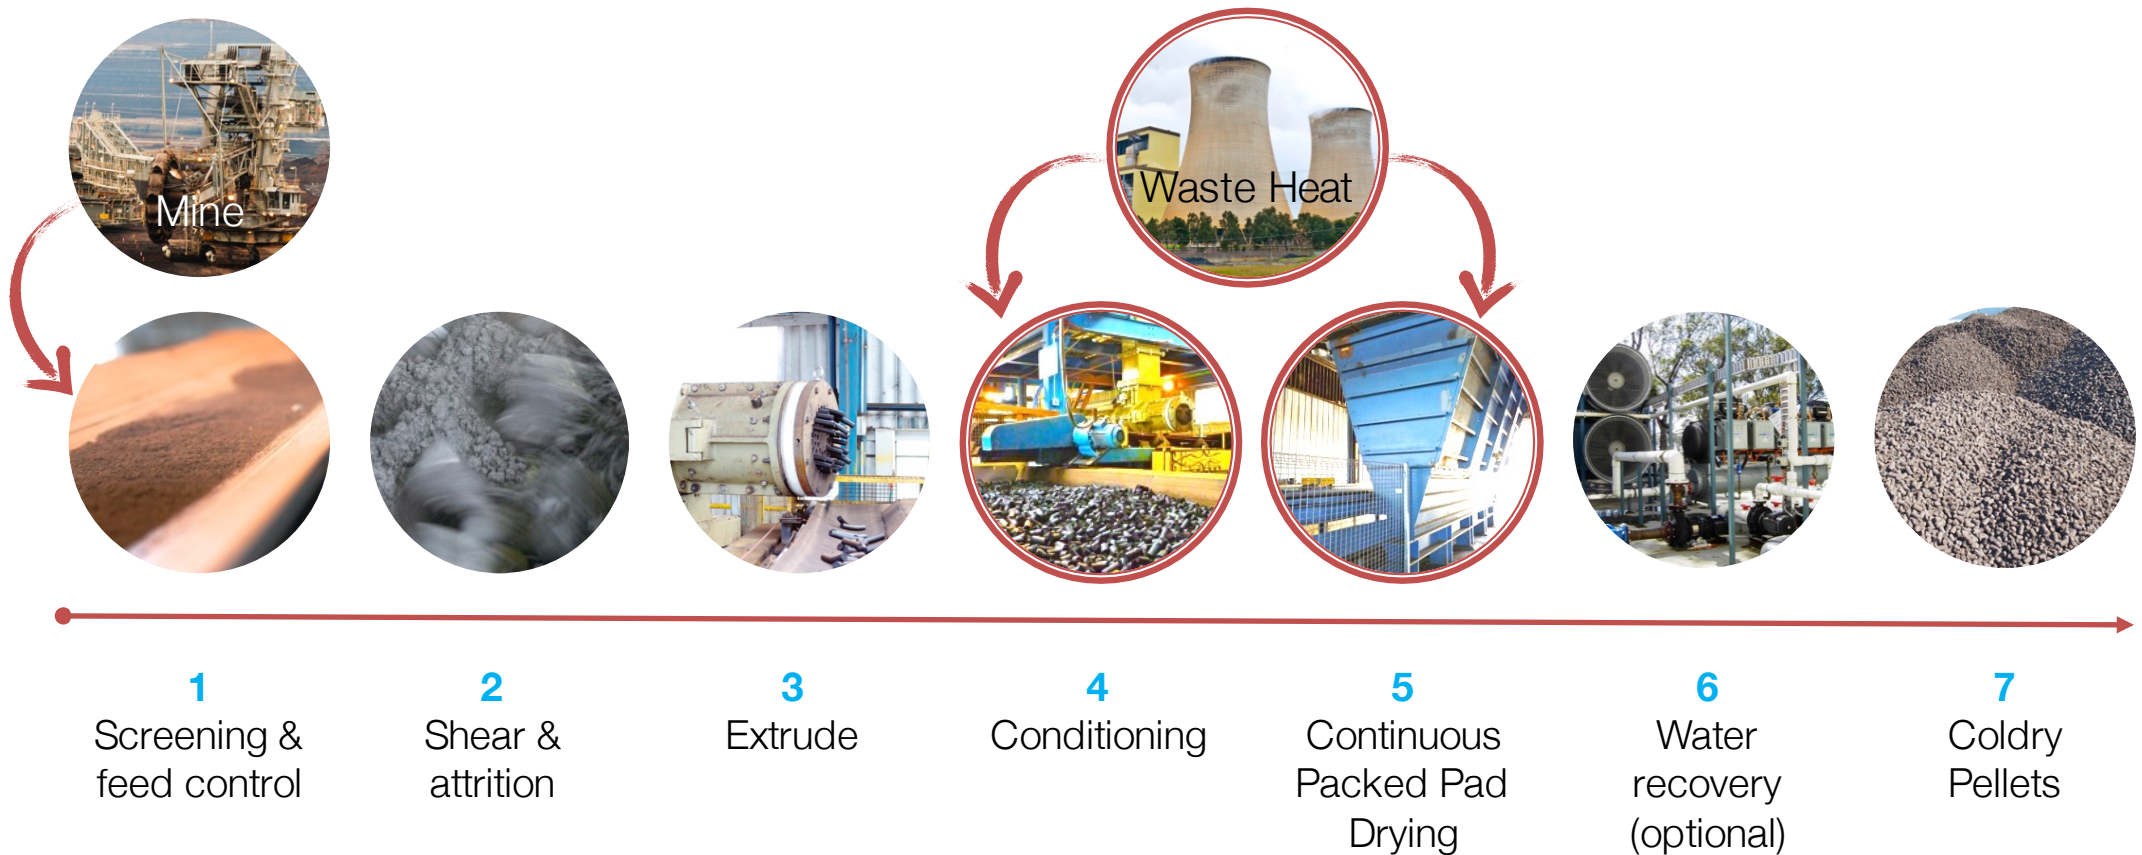 Mine
Waste Heat
1
Screening &
feed control
2
Shear &
attrition
3
Extrude
4
Conditioning
5
Continuous
Packed Pad
Drying
6
Water
recovery
(optional)
7
Coldry
Pellets